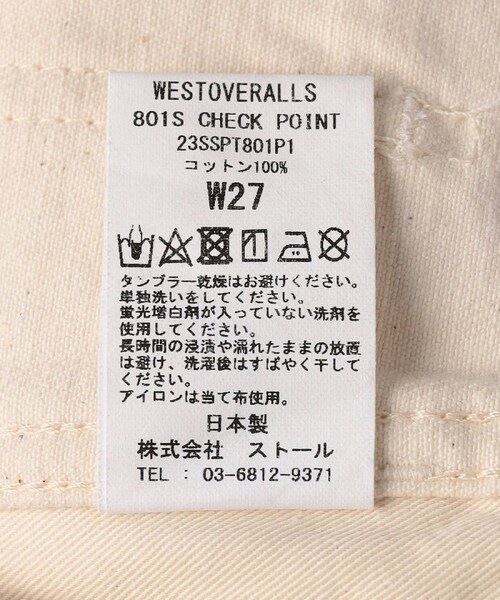 WESTOVERALLS
801S CHECK POINT
23SSPT801P1
コットン100%
W27
タンブラー乾燥はお避けください。
単独洗いをしてください。
蛍光増白剤が入っていない洗剤を
使用してください。
長時間の浸漬や濡れたままの放置
は避け、洗濯後はすばやく干して
ください。
アイロンは当て布使用。
日本製
株式会社 ストール
TEL : 03-6812-9371